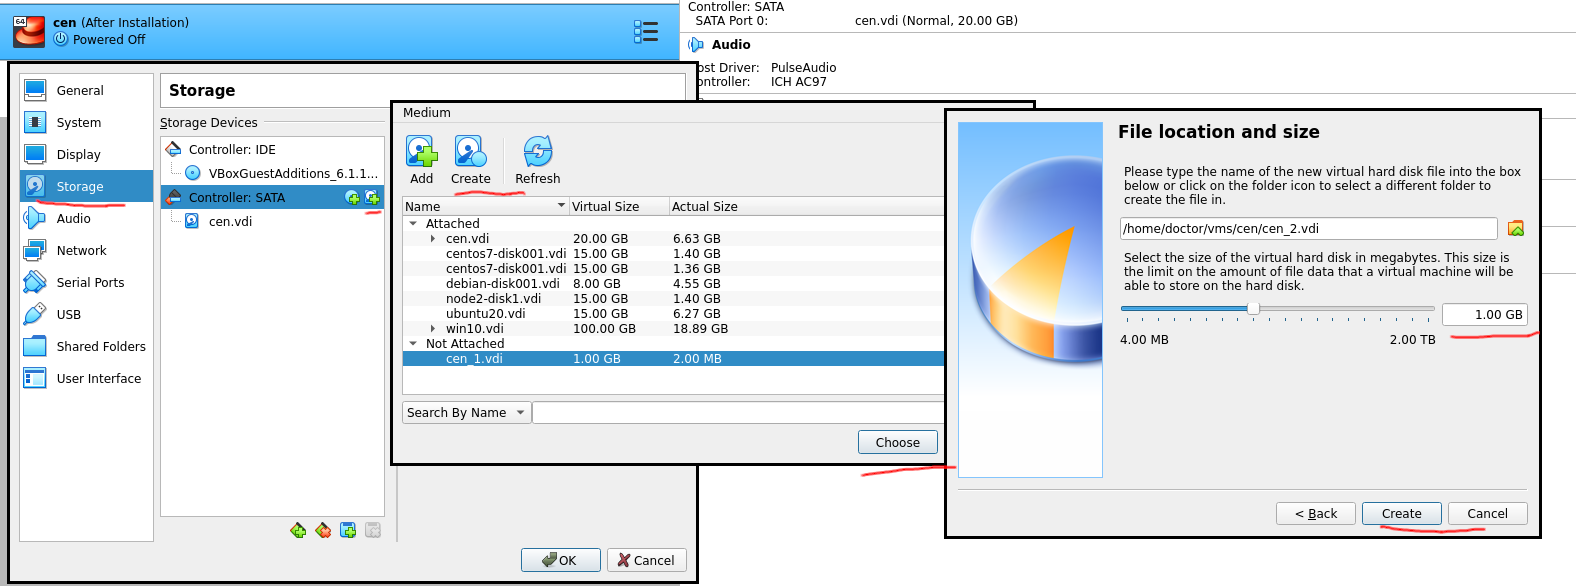 64
cen (After Installation)
Powered Off
Controller: SATA
SATA Port 0: cen.vdi (Normal, 20.00 GB)
Audio
ost Driver: PulseAudio
ontroller: ICH AC97
General
System
Display
Storage
Audio
Network
Serial Ports
USB
Shared Folders
User Interface
Storage
Storage Devices
Controller: IDE
VBoxGuestAdditions_6.1.1...
Controller: SATA
cen.vdi
OK
Cancel
Medium
Add
Create
Refresh
Name Virtual Size Actual Size
Attached
cen.vdi 20.00 GB 6.63 GB
centos7-disk001.vdi 15.00 GB 1.40 GB
centos7-disk001.vdi 15.00 GB 1.36 GB
debian-disk001.vdi 8.00 GB 4.55 GB
node2-disk1.vdi 15.00 GB 1.40 GB
ubuntu20.vdi 15.00 GB 6.27 GB
win10.vdi 100.00 GB 18.89 GB
Not Attached
cen_1.vdi 1.00 GB 2.00 MB
Search By Name
Choose
File location and size
Please type the name of the new virtual hard disk file into the box
below or click on the folder icon to select a different folder to
create the file in.
/home/doctor/vms/cen/cen_2.vdi
Select the size of the virtual hard disk in megabytes. This size is
the limit on the amount of file data that a virtual machine will be
able to store on the hard disk.
1.00 GB
4.00 MB 2.00 TB
< Back
Create
Cancel